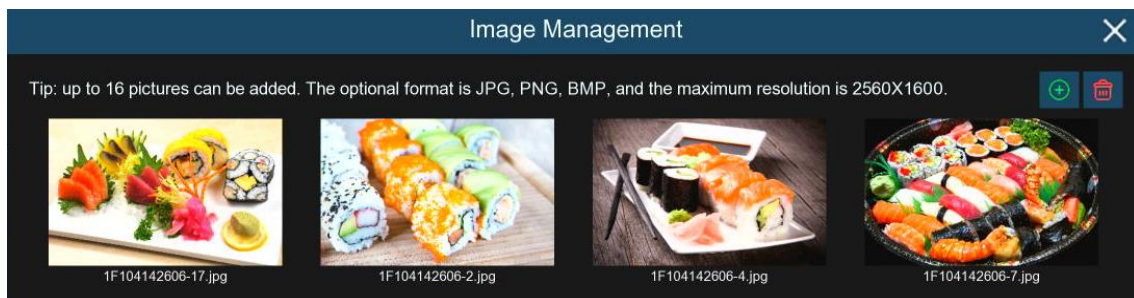 Image Management
Tip: up to 16 pictures can be added. The optional format is JPG, PNG, BMP, and the maximum resolution is 2560X1600.
1F104142606-17.jpg
1F104142606-2.jpg
1F104142606-4.jpg
1F104142606-7.jpg